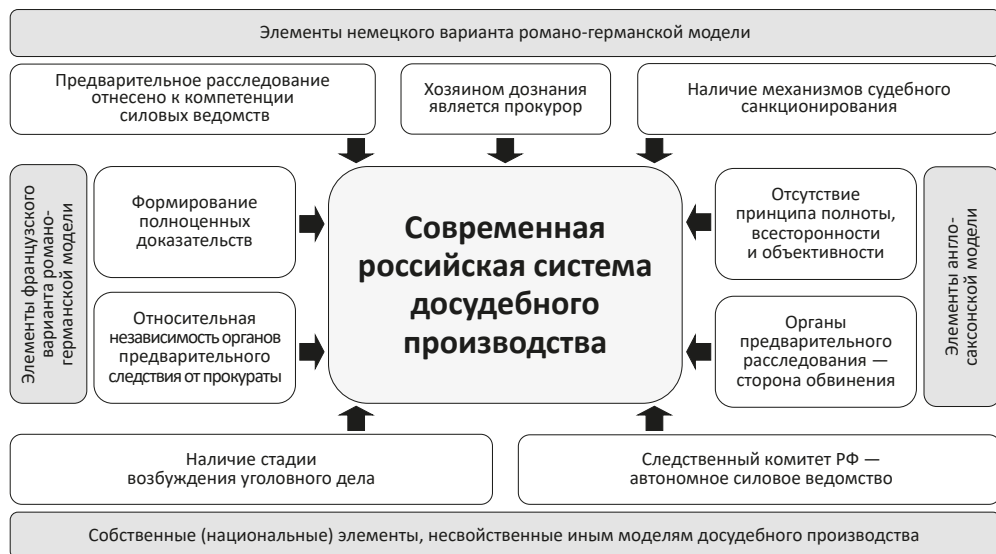 Элементы немецкого варианта романо-германской модели
Предварительное расследование
отнесено к компетенции
силовых ведомств
Хозяином дознания
является прокурор
Наличие механизмов судебного
санкционирования
Элементы французского
варианта романо-
германской модели
Формирование
полноценных
доказательств
Относительная
независимость органов
предварительного
следствия от прокураты
Современная
российская система
досудебного
производства
Отсутствие
принципа полноты,
всесторонности
и объективности
Органы
предварительного
расследования —
сторона обвинения
Элементы англо-
саксонской модели
Наличие стадии
возбуждения уголовного дела
Следственный комитет РФ —
автономное силовое ведомство
Собственные (национальные) элементы, несвойственные иным моделям досудебного производства